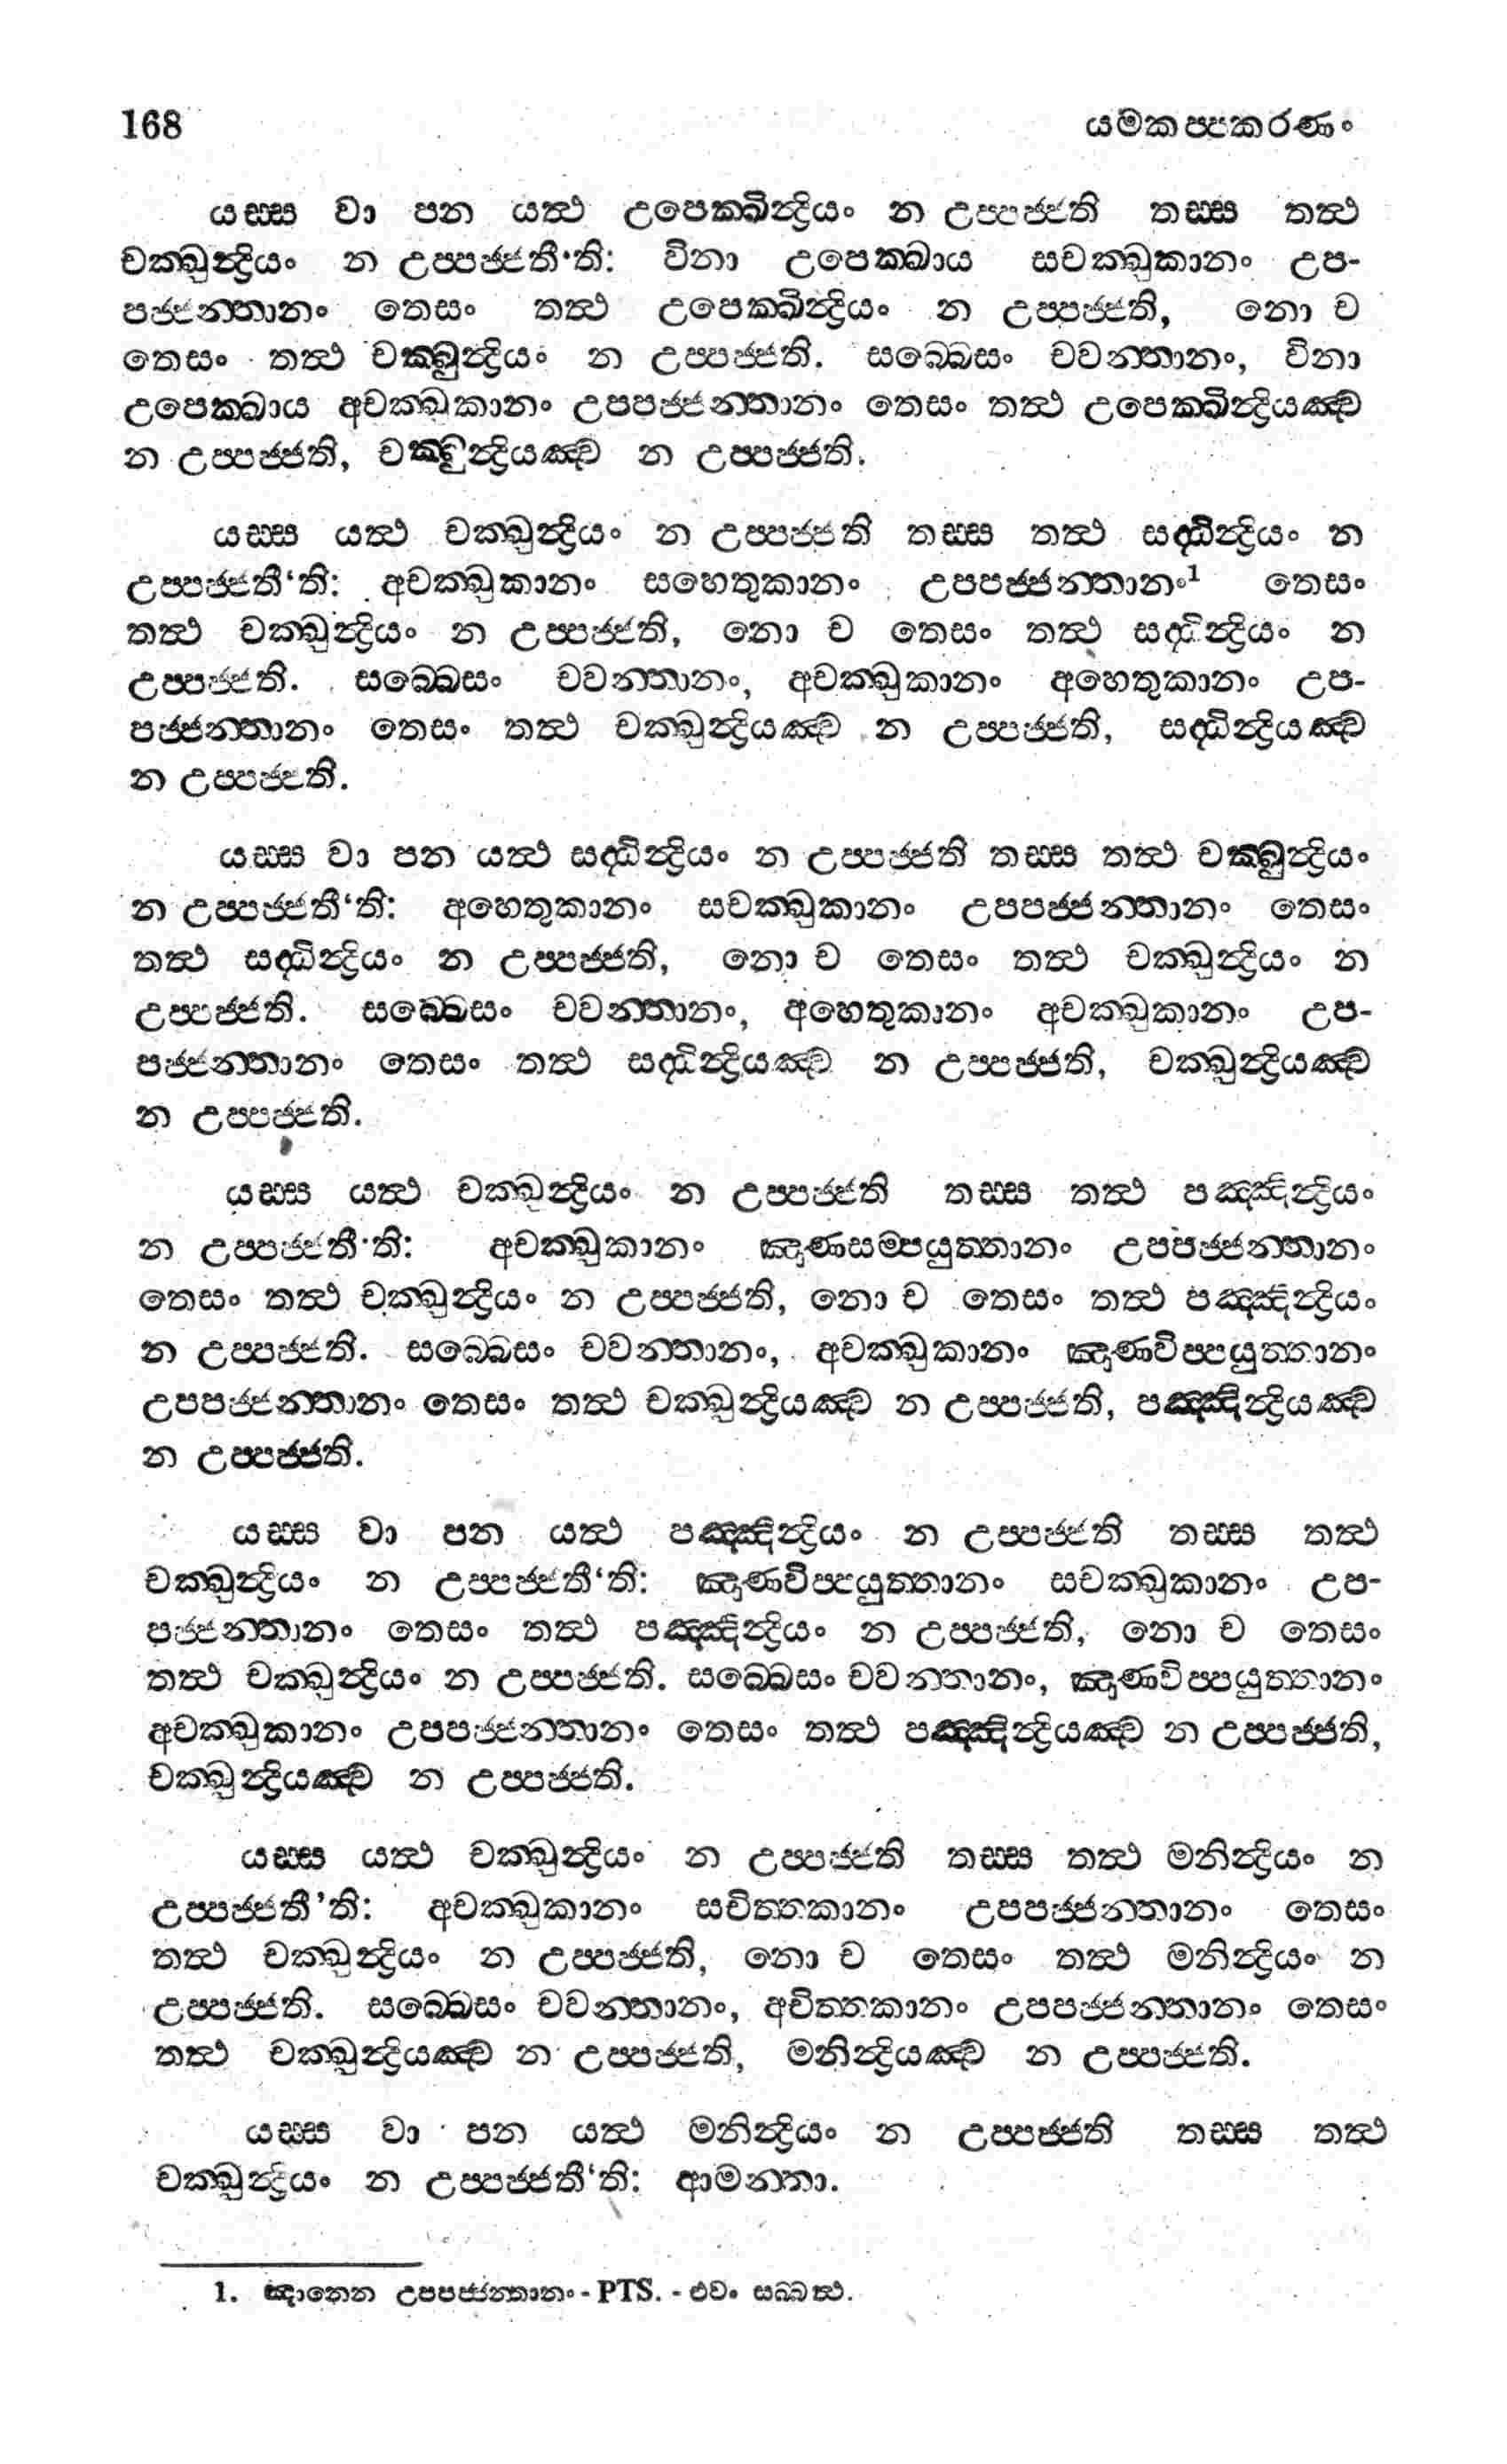 168 යමකප්පකරණං
යස්ස වා පන යත්ථ උපෙක්ඛින්ද්‍රියං න උප්පජ්ජති තස්ස තත්ථ
චක්ඛුන්ද්‍රියං න උප්පජ්ජතී‘ති: විනා උපෙක්ඛාය සචක්ඛුකානං උප-
පජ්ජන්තානං තෙසං තත්ථ උපෙක්ඛින්ද්‍රියං න උප්පජ්ජති, නො ච
තෙසං තත්ථ චක්ඛුන්ද්‍රියං න උප්පජ්ජති. සබ්බෙසං චවන්තානං, විනා
උපෙක්ඛාය අචක්ඛුකානං උපපජ්ජන්තානං තෙසං තත්ථ උපෙක්ඛින්ද්‍රියඤ්ච
න උප්පජ්ජති, චක්ඛුන්ද්‍රියඤ්ච න උප්පජ්ජති.
යස්ස යත්ථ චක්ඛුන්ද්‍රියං න උප්පජ්ජති තස්ස තත්ථ සද්ධින්ද්‍රියං න
උප්පජ්ජතී‘ති: අචක්ඛුකානං සහෙතුකානං උපපජ්ජන්තානං¹ තෙසං
තත්ථ චක්ඛුන්ද්‍රියං න උප්පජ්ජති, නො ච තෙසං තත්ථ සද්ධින්ද්‍රියං න
උප්පජ්ජති. සබ්බෙසං චවන්තානං, අචක්ඛුකානං අහෙතුකානං උප-
පජ්ජන්තානං තෙසං තත්ථ චක්ඛුන්ද්‍රියඤ්ච න උප්පජ්ජති, සද්ධින්ද්‍රියඤ්ච
න උප්පජ්ජති.
යස්ස වා පන යත්ථ සද්ධින්ද්‍රියං න උප්පජ්ජති තස්ස තත්ථ චක්ඛුන්ද්‍රියං
න උප්පජ්ජතී‘ති: අහෙතුකානං සචක්ඛුකානං උපපජ්ජන්තානං තෙසං
තත්ථ සද්ධින්ද්‍රියං න උප්පජ්ජති, නො ච තෙසං තත්ථ චක්ඛුන්ද්‍රියං න
උප්පජ්ජති. සබ්බෙසං චවන්තානං, අහෙතුකානං අචක්ඛුකානං උප-
පජ්ජන්තානං තෙසං තත්ථ සද්ධින්ද්‍රියඤ්ච න උප්පජ්ජති, චක්ඛුන්ද්‍රියඤ්ච
න උප්පජ්ජති.
යස්ස යත්ථ චක්ඛුන්ද්‍රියං න උප්පජ්ජති තස්ස තත්ථ පඤ්ඤින්ද්‍රියං
න උප්පජ්ජතී‘ති: අචක්ඛුකානං ඤාණසම්පයුත්තානං උපපජ්ජන්තානං
තෙසං තත්ථ චක්ඛුන්ද්‍රියං න උප්පජ්ජති, නො ච තෙසං තත්ථ පඤ්ඤින්ද්‍රියං
න උප්පජ්ජති. සබ්බෙසං චවන්තානං, අචක්ඛුකානං ඤාණවිප්පයුත්තානං
උපපජ්ජන්තානං තෙසං තත්ථ චක්ඛුන්ද්‍රියඤ්ච න උප්පජ්ජති, පඤ්ඤින්ද්‍රියඤ්ච
න උප්පජ්ජති.
යස්ස වා පන යත්ථ පඤ්ඤින්ද්‍රියං න උප්පජ්ජති තස්ස තත්ථ
චක්ඛුන්ද්‍රියං න උප්පජ්ජතී‘ති: ඤාණවිප්පයුත්තානං සචක්ඛුකානං උප-
පජ්ජන්තානං තෙසං තත්ථ පඤ්ඤින්ද්‍රියං න උප්පජ්ජති, නො ච තෙසං
තත්ථ චක්ඛුන්ද්‍රියං න උප්පජ්ජති. සබ්බෙසං චවන්තානං, ඤාණවිප්පයුත්තානං
අචක්ඛුකානං උපපජ්ජන්තානං තෙසං තත්ථ පඤ්ඤින්ද්‍රියඤ්ච න උප්පජ්ජති,
චක්ඛුන්ද්‍රියඤ්ච න උප්පජ්ජති.
යස්ස යත්ථ චක්ඛුන්ද්‍රියං න උප්පජ්ජති තස්ස තත්ථ මනින්ද්‍රියං න
උප්පජ්ජතී’ති: අචක්ඛුකානං සචිත්තකානං උපපජ්ජන්තානං තෙසං
තත්ථ චක්ඛුන්ද්‍රියං න උප්පජ්ජති, නො ච තෙසං තත්ථ මනින්ද්‍රියං න
උප්පජ්ජති. සබ්බෙසං චවන්තානං, අචිත්තකානං උපපජ්ජන්තානං තෙසං
තත්ථ චක්ඛුන්ද්‍රියඤ්ච න උප්පජ්ජති, මනින්ද්‍රියඤ්ච න උප්පජ්ජති.
යස්ස වා පන යත්ථ මනින්ද්‍රියං න උප්පජ්ජති තස්ස තත්ථ
චක්ඛුන්ද්‍රියං න උප්පජ්ජතී‘ති: ආමන්තා.
1. ඤානෙන උපපජ්ජන්තානං - PTS. - එවං සබ්බත්ථ.